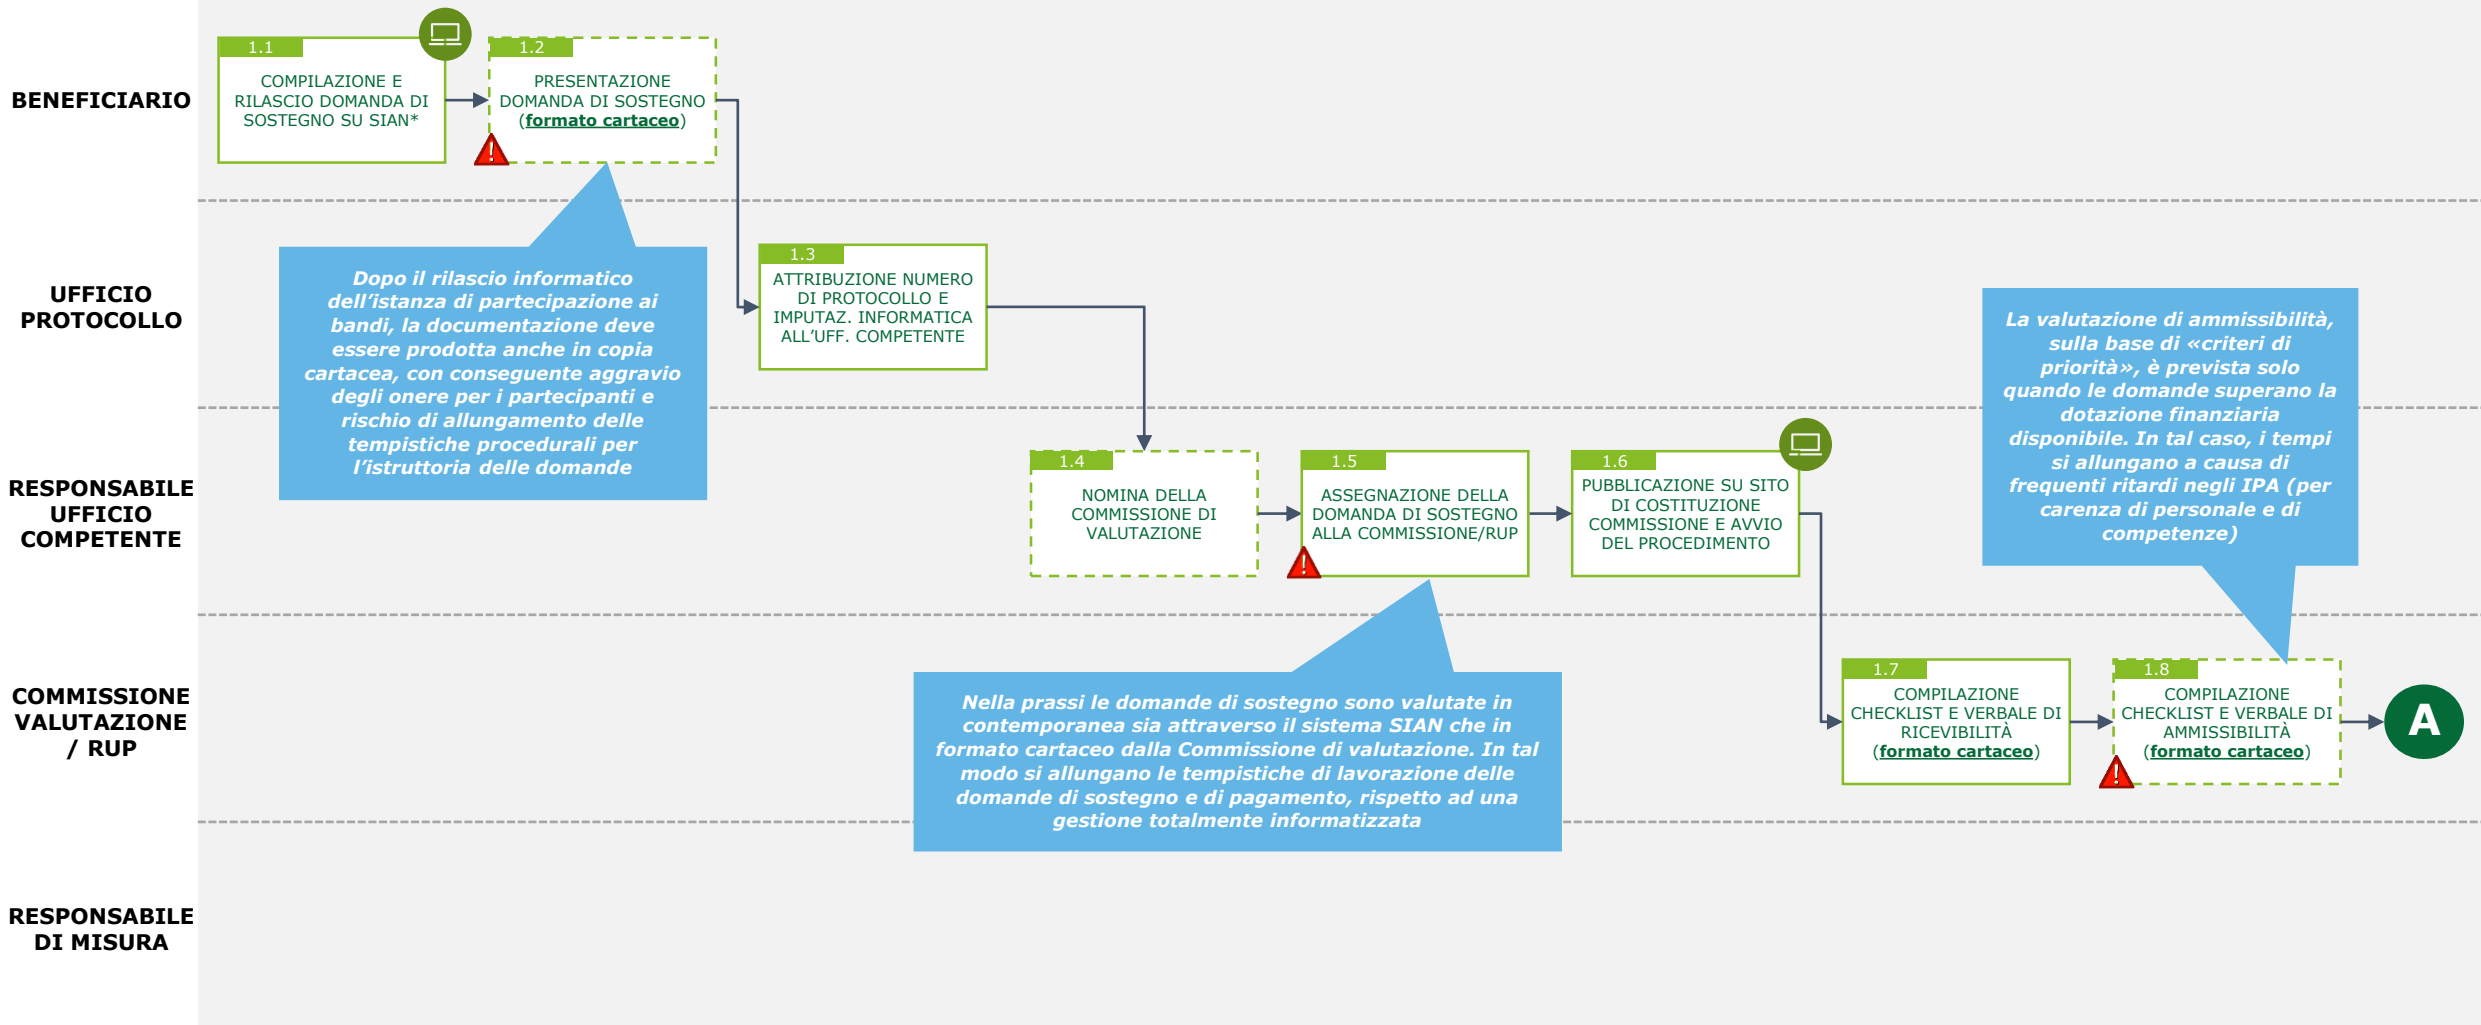 BENEFICIARIO
1.1
COMPILAZIONE E
RILASCIO DOMANDA DI
SOSTEGNO SU SIAN*
1.2
PRESENTAZIONE
DOMANDA DI SOSTEGNO
(formato cartaceo)
Dopo il rilascio informatico
dell’istanza di partecipazione ai
bandi, la documentazione deve
essere prodotta anche in copia
cartacea, con conseguente aggravio
degli onere per i partecipanti e
rischio di allungamento delle
tempistiche procedurali per
l’istruttoria delle domande
UFFICIO
PROTOCOLLO
1.3
ATTRIBUZIONE NUMERO
DI PROTOCOLLO E
IMPUTAZ. INFORMATICA
ALL’UFF. COMPETENTE
La valutazione di ammissibilità,
sulla base di «criteri di
priorità», è prevista solo
quando le domande superano la
dotazione finanziaria
disponibile. In tal caso, i tempi
si allungano a causa di
frequenti ritardi negli IPA (per
carenza di personale e di
competenze)
RESPONSABILE
UFFICIO
COMPETENTE
1.4
NOMINA DELLA
COMMISSIONE DI
VALUTAZIONE
1.5
ASSEGNAZIONE DELLA
DOMANDA DI SOSTEGNO
ALLA COMMISSIONE/RUP
1.6
PUBBLICAZIONE SU SITO
DI COSTITUZIONE
COMMISSIONE E AVVIO
DEL PROCEDIMENTO
COMMISSIONE
VALUTAZIONE
/ RUP
Nella prassi le domande di sostegno sono valutate in
contemporanea sia attraverso il sistema SIAN che in
formato cartaceo dalla Commissione di valutazione. In tal
modo si allungano le tempistiche di lavorazione delle
domande di sostegno e di pagamento, rispetto ad una
gestione totalmente informatizzata
1.7
COMPILAZIONE
CHECKLIST E VERBALE DI
RICEVIBILITÀ
(formato cartaceo)
1.8
COMPILAZIONE
CHECKLIST E VERBALE DI
AMMISSIBILITÀ
(formato cartaceo)
A
RESPONSABILE
DI MISURA